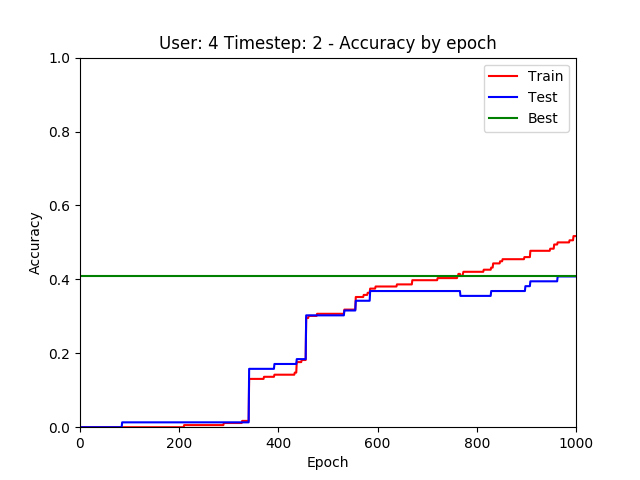 User: 4 Timestep: 2 - Accuracy by epoch
Train
Test
Best
Accuracy
1.0
0.8
0.6
0.4
0.2
0.0
0 200 400 600 800 1000
Epoch